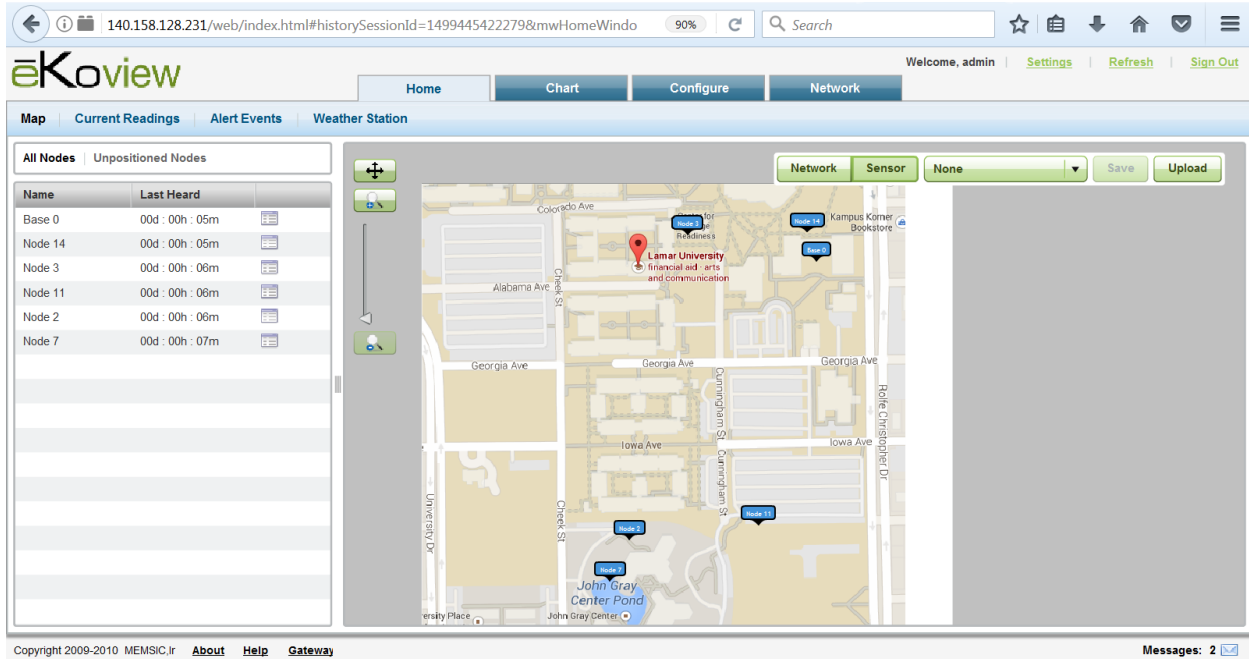 140.158.128.231/web/index.html#historySessionId=1499445422279&mwHomeWindo 90% Search
ēKoview
Welcome, admin Settings Refresh Sign Out
Home Chart Configure Network
Map Current Readings Alert Events Weather Station
All Nodes Unpositioned Nodes
Name Last Heard
Base 0 00d : 00h : 05m
Node 14 00d : 00h : 05m
Node 3 00d : 00h : 06m
Node 11 00d : 00h : 06m
Node 2 00d : 00h : 06m
Node 7 00d : 00h : 07m
Network Sensor None Save Upload
Colorado Ave
Node 3
for
Readiness
Node 14
Kampus Korner
Bookstore
Base 0
Lamar University
financial aid - arts
and communication
Cheek St
Alabama Ave
Georgia Ave
Georgia Ave
Georgia Ave
Cunningham St
Rolfe Christopher Dr
Iowa Ave
Iowa Ave
Cunningham St
University Dr
Cheek St
Node 11
Node 2
Node 7
John Gray
Center Pond
ersity Place
John Gray Center
Copyright 2009-2010 MEMSIC,Ir About Help Gateway
Messages: 2